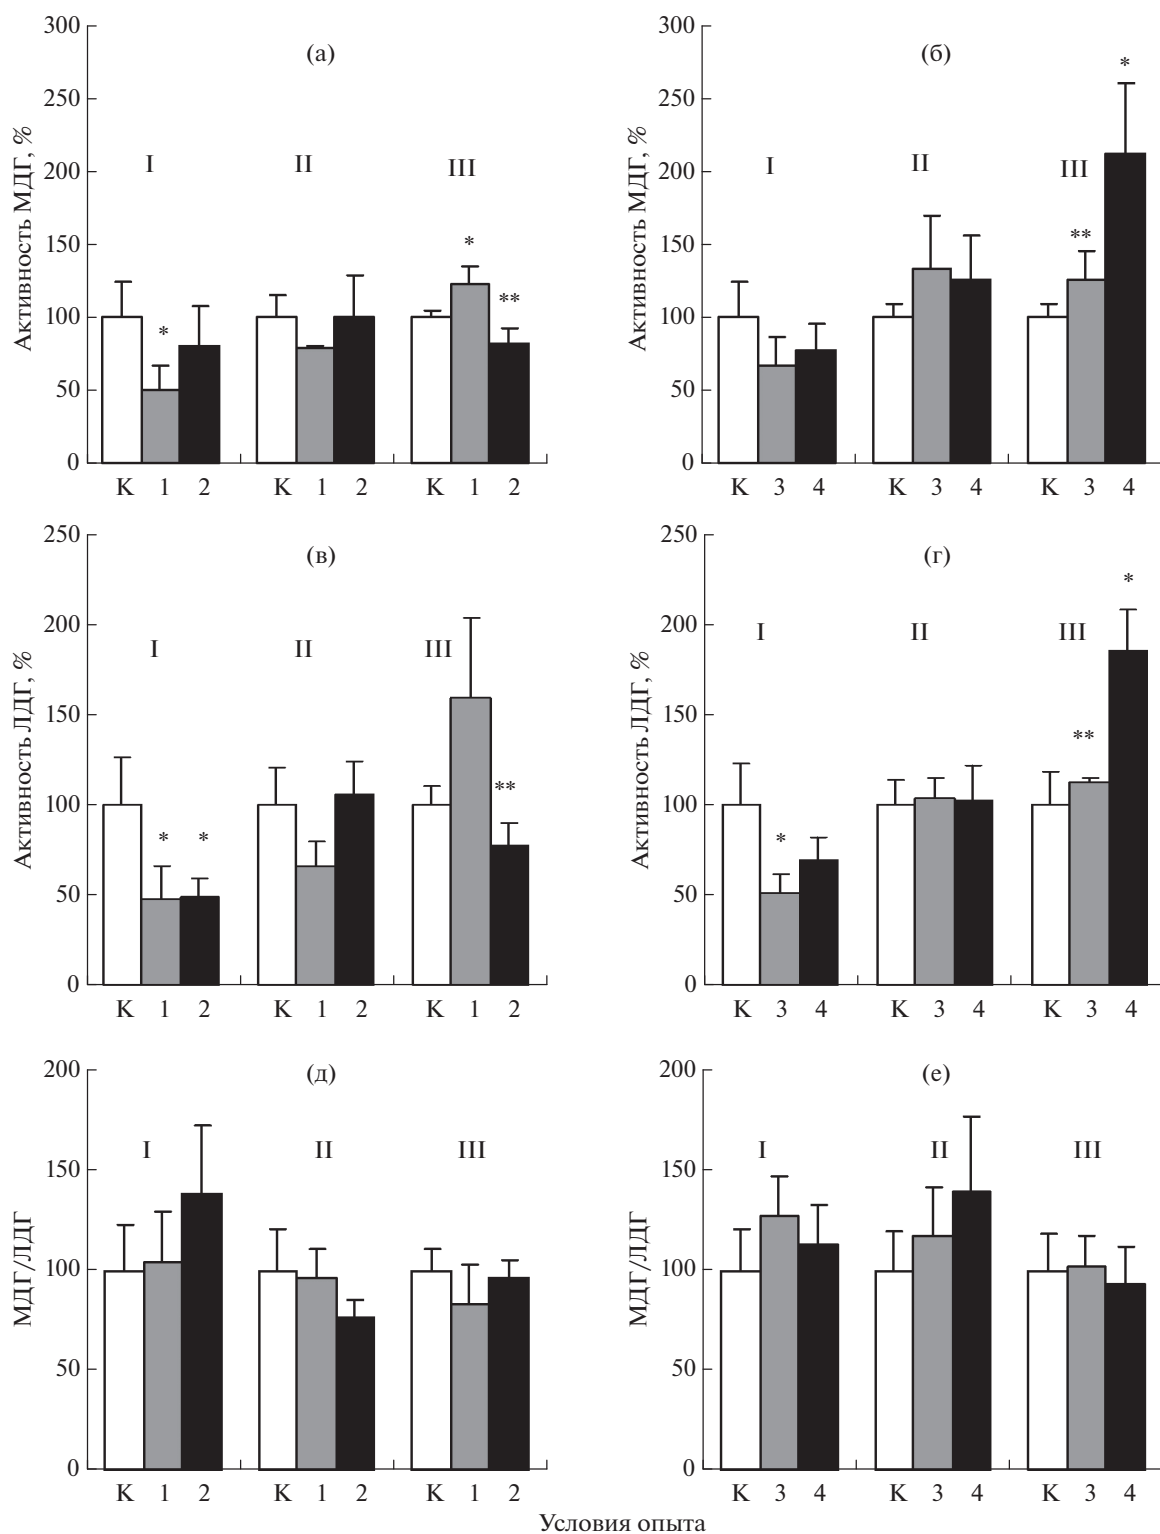 300
250
200
150
100
50
0
Активность МДГ, %
(а)
I
II
III
*
*
**
К 1 2 К 1 2 К 1 2
300
250
200
150
100
50
0
Активность МДГ, %
(б)
I
II
III
**
*
К 3 4 К 3 4 К 3 4
250
200
150
100
50
0
Активность ЛДГ, %
(в)
I
II
III
*
*
**
К 1 2 К 1 2 К 1 2
250
200
150
100
50
0
Активность ЛДГ, %
(г)
I
II
III
*
**
*
К 3 4 К 3 4 К 3 4
200
150
100
50
0
МДГ/ЛДГ
(д)
I
II
III
К 1 2 К 1 2 К 1 2
200
150
100
50
0
МДГ/ЛДГ
(е)
I
II
III
К 3 4 К 3 4 К 3 4
Условия опыта